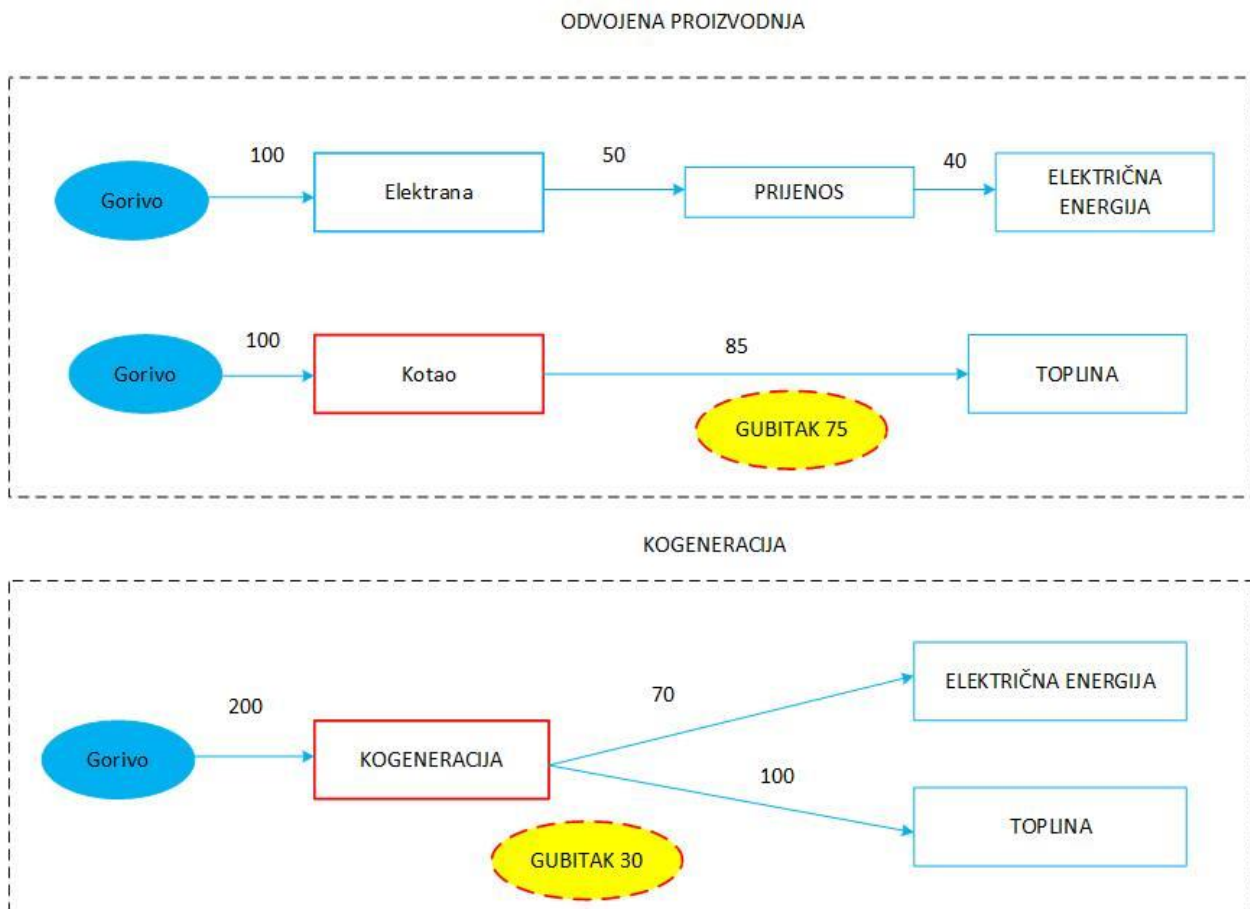 ODVOJENA PROIZVODNJA
100
50
40
Gorivo
Elektrana
PRIJENOS
ELEKTRIČNA
ENERGIJA
100
85
Gorivo
Kotao
TOPLINA
GUBITAK 75
KOGENERACIJA
200
70
ELEKTRIČNA ENERGIJA
Gorivo
KOGENERACIJA
100
TOPLINA
GUBITAK 30